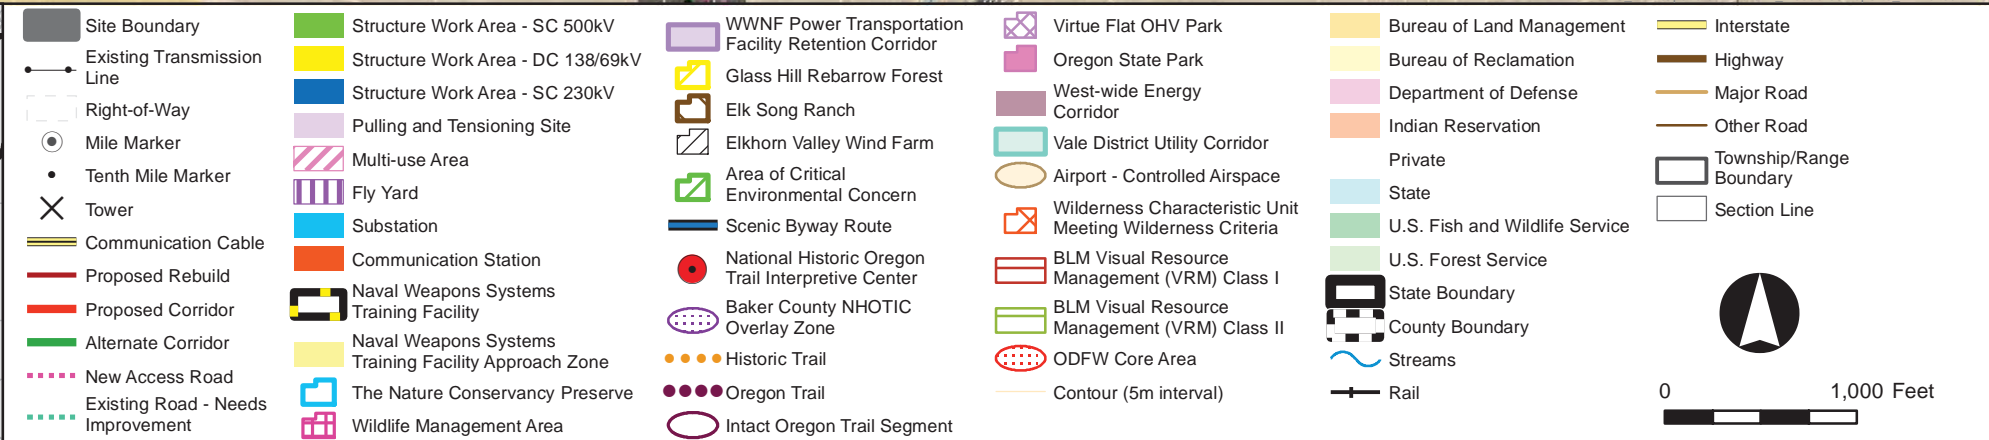 Site Boundary
Existing Transmission
Line
Right-of-Way
Mile Marker
Tenth Mile Marker
Tower
Communication Cable
Proposed Rebuild
Proposed Corridor
Alternate Corridor
New Access Road
Existing Road - Needs
Improvement
Structure Work Area - SC 500kV
Structure Work Area - DC 138/69kV
Structure Work Area - SC 230kV
Pulling and Tensioning Site
Multi-use Area
Fly Yard
Substation
Communication Station
Naval Weapons Systems
Training Facility
Naval Weapons Systems
Training Facility Approach Zone
The Nature Conservancy Preserve
Wildlife Management Area
WWNF Power Transportation
Facility Retention Corridor
Glass Hill Rebarrow Forest
Elk Song Ranch
Elkhorn Valley Wind Farm
Area of Critical
Environmental Concern
Scenic Byway Route
National Historic Oregon
Trail Interpretive Center
Baker County NHOTIC
Overlay Zone
Historic Trail
Oregon Trail
Intact Oregon Trail Segment
Virtue Flat OHV Park
Oregon State Park
West-wide Energy
Corridor
Vale District Utility Corridor
Airport - Controlled Airspace
Wilderness Characteristic Unit
Meeting Wilderness Criteria
BLM Visual Resource
Management (VRM) Class I
BLM Visual Resource
Management (VRM) Class II
ODFW Core Area
Contour (5m interval)
Bureau of Land Management
Bureau of Reclamation
Department of Defense
Indian Reservation
Private
State
U.S. Fish and Wildlife Service
U.S. Forest Service
State Boundary
County Boundary
Streams
Rail
Interstate
Highway
Major Road
Other Road
Township/Range
Boundary
Section Line
0 1,000 Feet